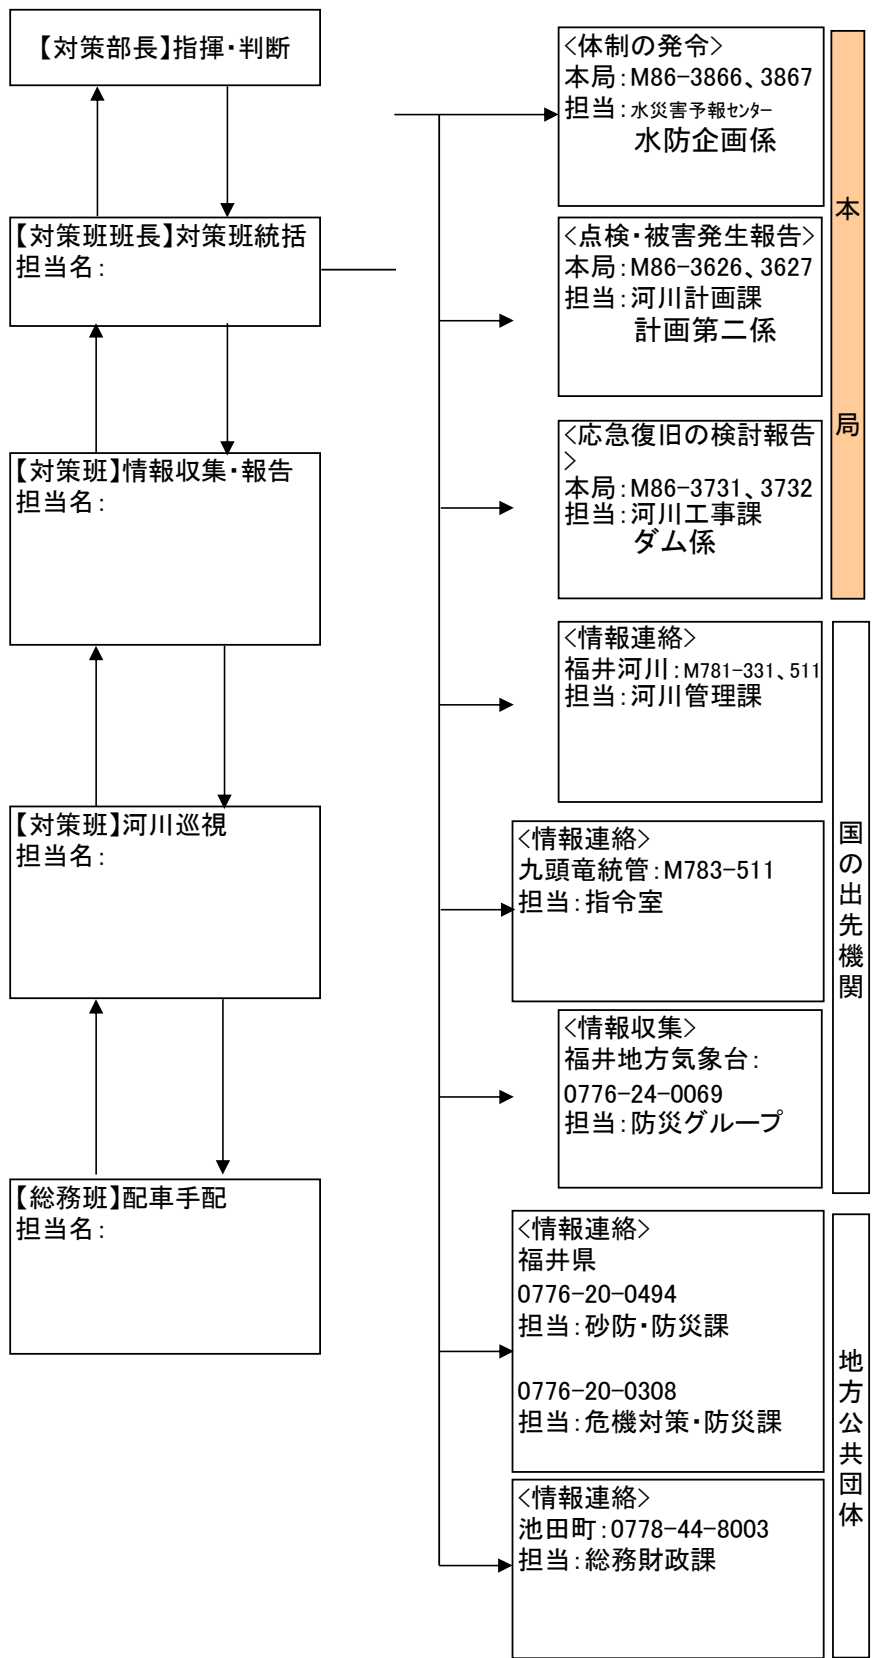 【対策部長】指揮・判断
【対策班班長】対策班統括
担当名：
【対策班】情報収集・報告
担当名：
【対策班】河川巡視
担当名：
【総務班】配車手配
担当名：
<体制の発令>
本局：M86-3866、3867
担当：水災害予報ｾﾝﾀｰ
水防企画係
<点検・被害発生報告>
本局：M86-3626、3627
担当：河川計画課
計画第二係
<応急復旧の検討報告
>
本局：M86-3731、3732
担当：河川工事課
ダム係
本局
<情報連絡>
福井河川：M781-331、511
担当：河川管理課
<情報連絡>
九頭竜統管：M783-511
担当：指令室
<情報収集>
福井地方気象台：
0776-24-0069
担当：防災グループ
国の出先機関
<情報連絡>
福井県
0776-20-0494
担当：砂防・防災課
0776-20-0308
担当：危機対策・防災課
<情報連絡>
池田町：0778-44-8003
担当：総務財政課
地方公共団体